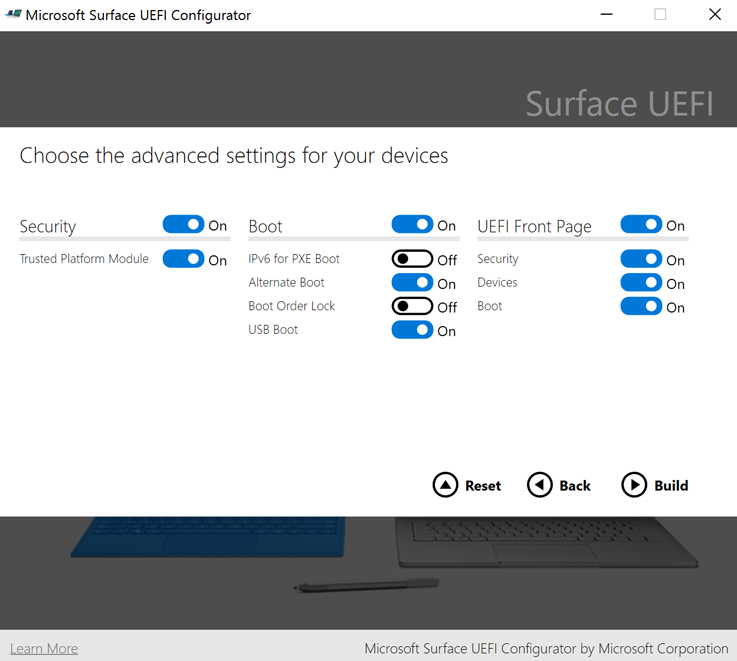 Microsoft Surface UEFI Configurator
Surface UEFI
Choose the advanced settings for your devices
Security On
Trusted Platform Module On
Boot On
IPv6 for PXE Boot Off
Alternate Boot On
Boot Order Lock Off
USB Boot On
UEFI Front Page On
Security On
Devices On
Boot On
Reset Back Build
Learn More Microsoft Surface UEFI Configurator by Microsoft Corporation